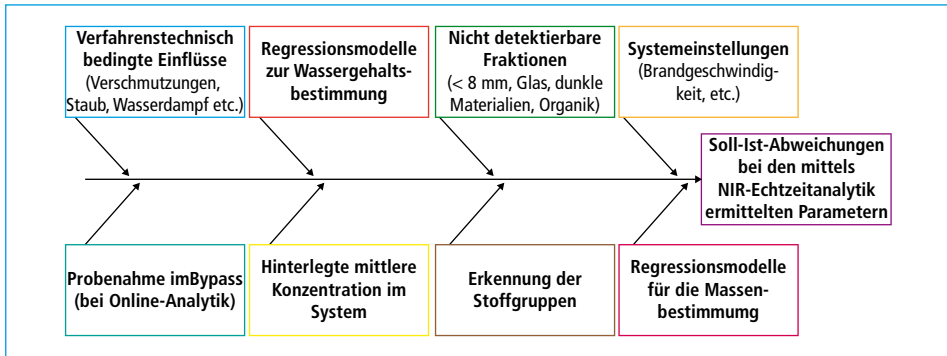 Verfahrenstechnisch
bedingte Einflüsse
(Verschmutzungen,
Staub, Wasserdampf etc.)
Regressionsmodelle
zur Wassergehalts-
bestimmung
Nicht detektierbare
Fraktionen
(< 8 mm, Glas, dunkle
Materialien, Organik)
Systemeinstellungen
(Brandgeschwindig-
keit, etc.)
Soll-Ist-Abweichungen
bei den mittels
NIR-Echtzeitanalytik
ermittelten Parametern
Probenahme imBypass
(bei Online-Analytik)
Hinterlegte mittlere
Konzentration im
System
Erkennung der
Stoffgruppen
Regressionsmodelle
für die Massen-
bestimmumg